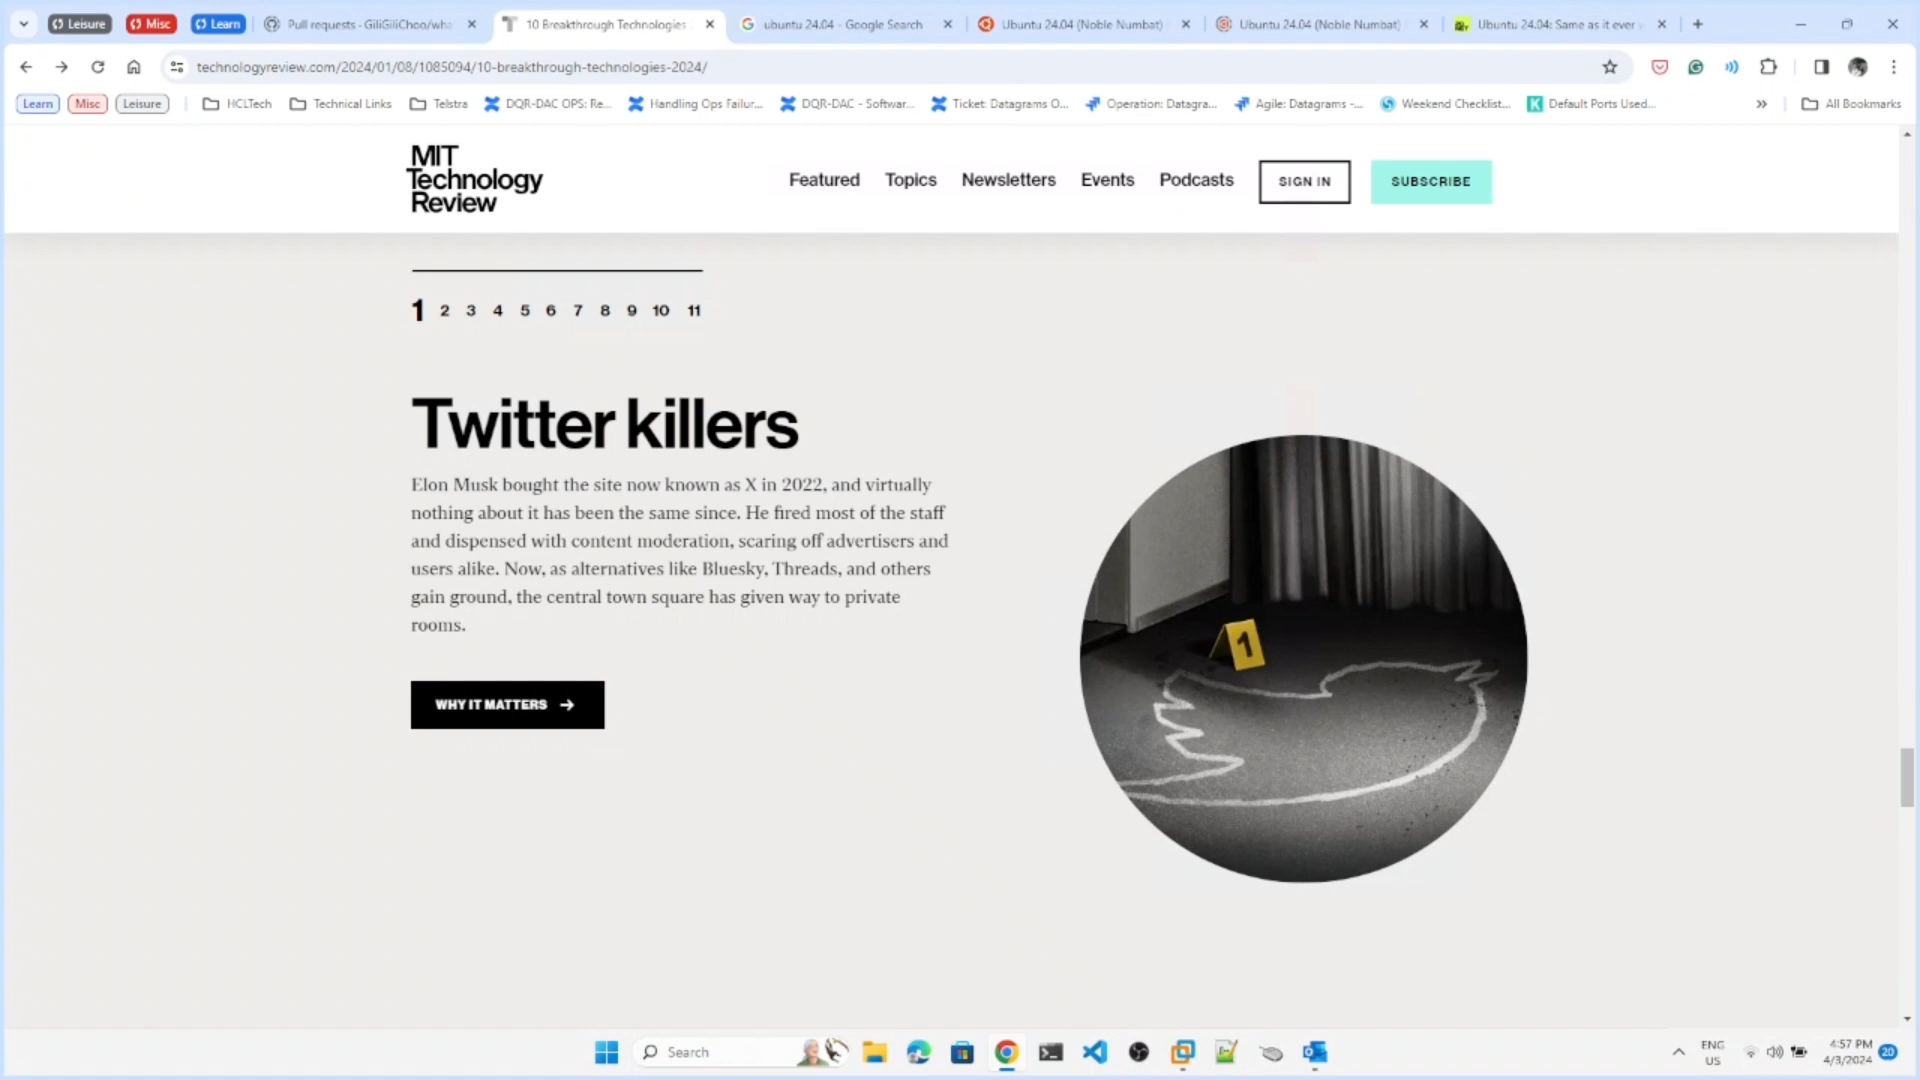 Leisure
Misc
Learn
Pull requests - GiliGiliChoo/wha
10 Breakthrough Technologies
ubuntu 24.04 - Google Search
Ubuntu 24.04 (Noble Numbat)
Ubuntu 24.04 (Noble Numbat)
Ubuntu 24.04: Same as it ever
technologyreview.com/2024/01/08/1085094/10-breakthrough-technologies-2024/
Learn
Misc
Leisure
HCLTech
Technical Links
Telstra
DQR-DAC OPS: Re...
Handling Ops Failur...
DQR-DAC - Softwar...
Ticket: Datagrams O...
Operation: Datagra...
Agile: Datagrams -...
Weekend Checklist...
Default Ports Used...
All Bookmarks
MIT
Technology
Review
Featured
Topics
Newsletters
Events
Podcasts
SIGN IN
SUBSCRIBE
1 2 3 4 5 6 7 8 9 10 11
Twitter killers
Elon Musk bought the site now known as X in 2022, and virtually
nothing about it has been the same since. He fired most of the staff
and dispensed with content moderation, scaring off advertisers and
users alike. Now, as alternatives like Bluesky, Threads, and others
gain ground, the central town square has given way to private
rooms.
WHY IT MATTERS
1
Search
ENG
US
4:57 PM
4/3/2024
20